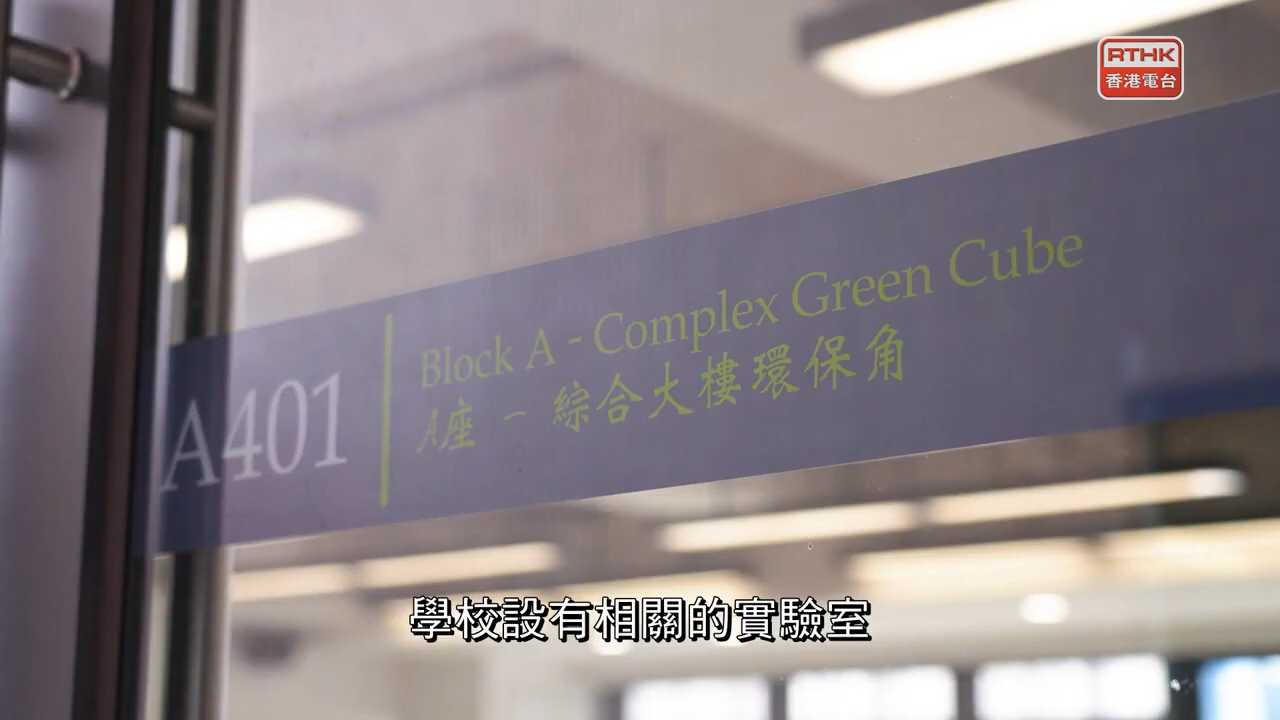 RTHK
香港電台
A401
Block A - Complex Green Cube
A座 - 綜合大樓環保角
學校設有相關的實驗室